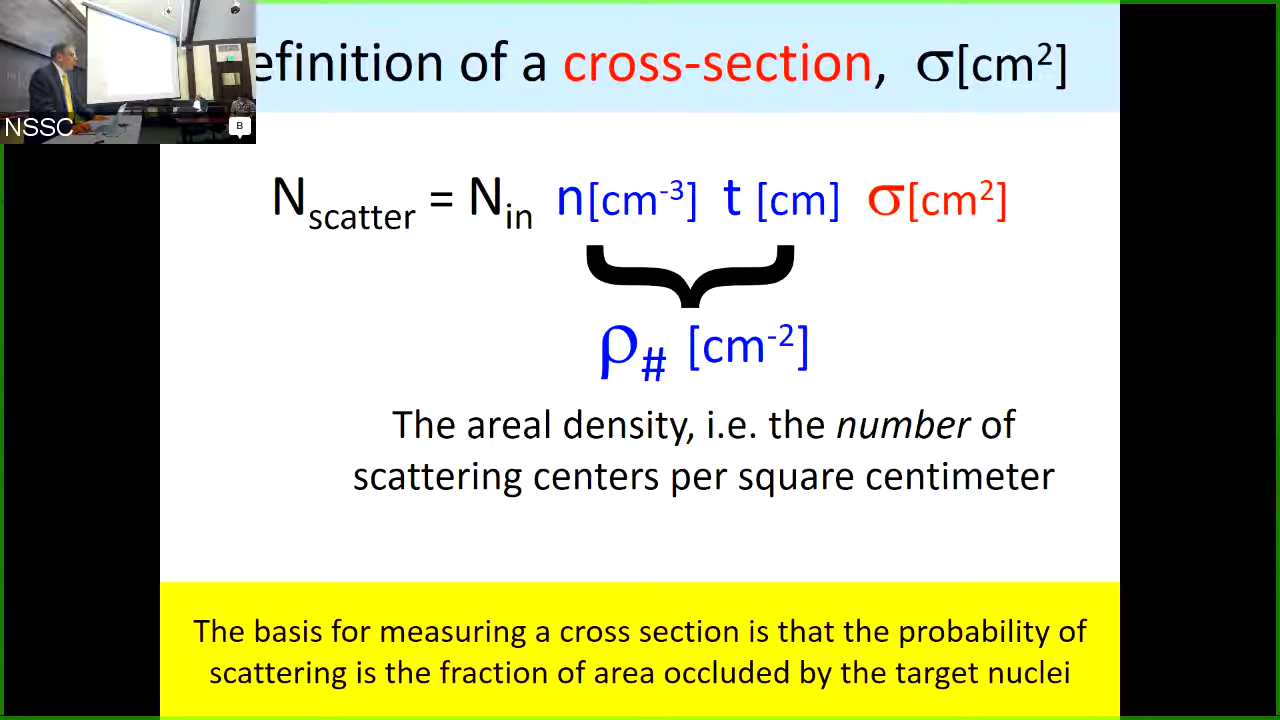 efinition of a cross-section, σ[cm²]
NSSC
B
N_scatter = N_in n[cm⁻³] t [cm] σ[cm²]
ρ_# [cm⁻²]
The areal density, i.e. the number of
scattering centers per square centimeter
The basis for measuring a cross section is that the probability of
scattering is the fraction of area occluded by the target nuclei